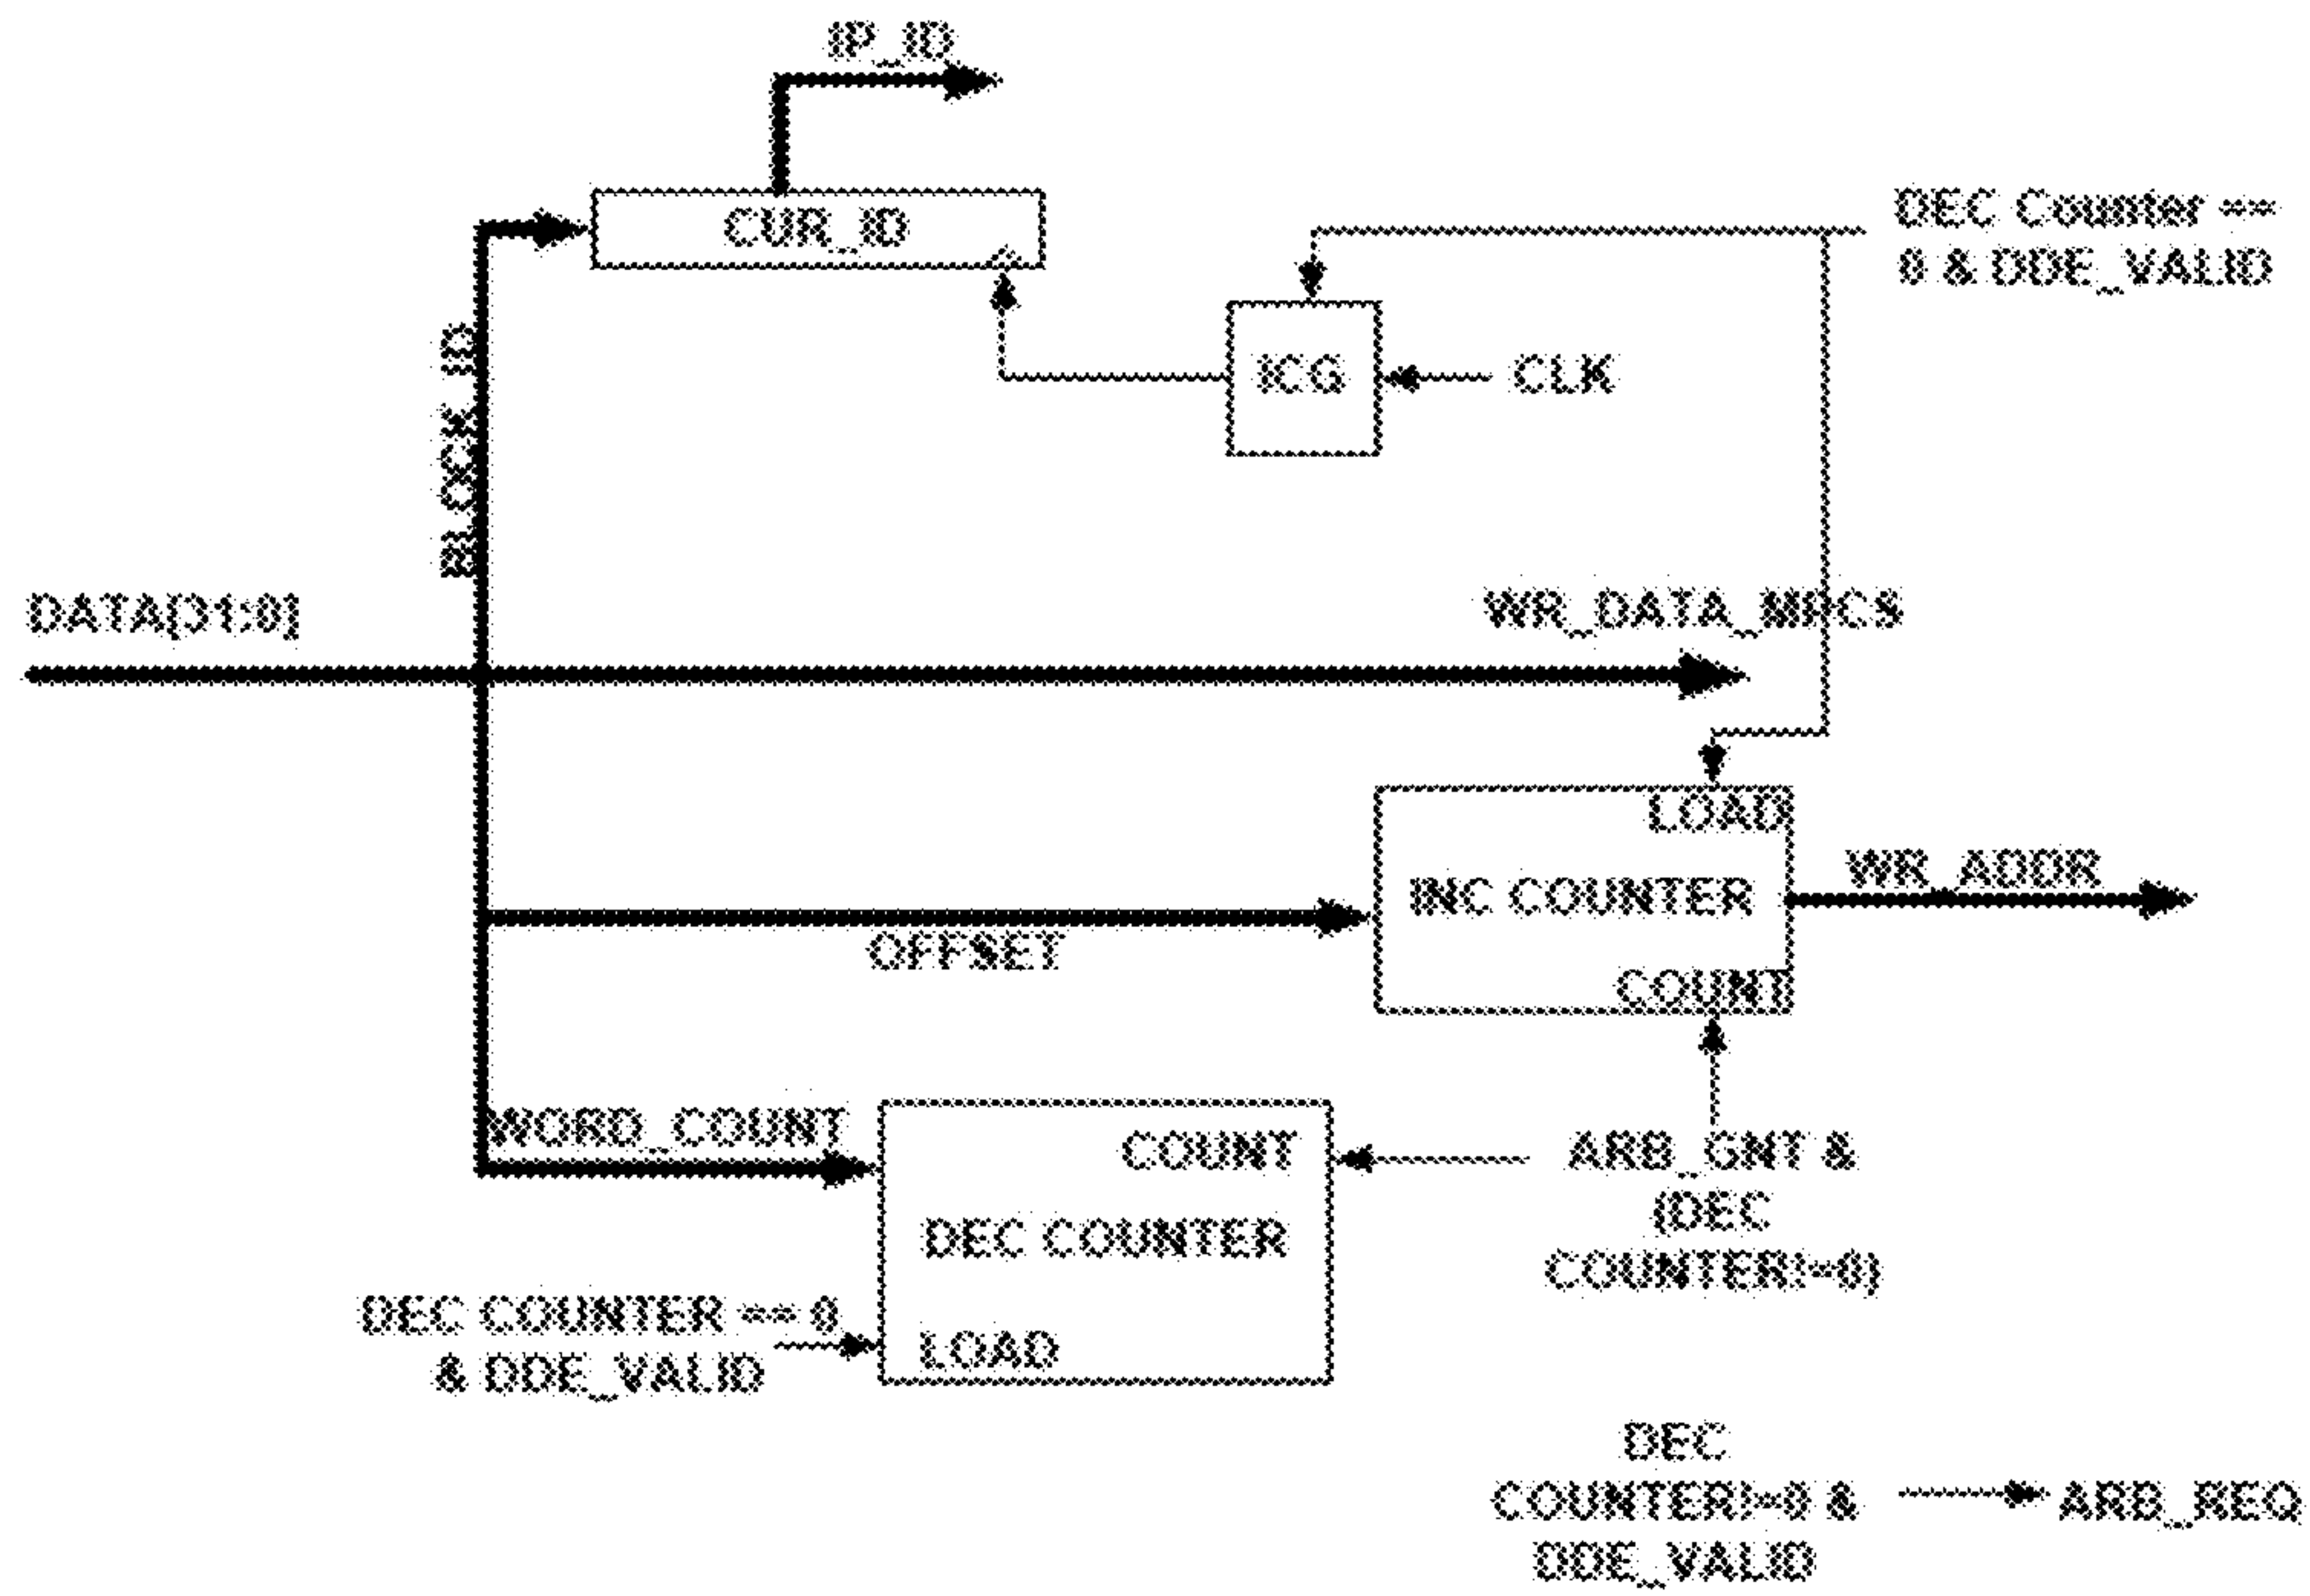 IP_ID
CUR_ID
DEC Counter ==
0 & DDE_VALID
BLOCK_ID
ICG
CLK
DATA[31:0]
WR_DATA_MPCS
LOAD
INC COUNTER
WR_ADDR
OFFSET
COUNT
WORD_COUNT
COUNT
ARB_GNT &
(DEC
COUNTER!=0)
DEC COUNTER
DEC COUNTER == 0
& DDE_VALID
LOAD
DEC
COUNTER!=0 &
DDE_VALID
ARB_REQ